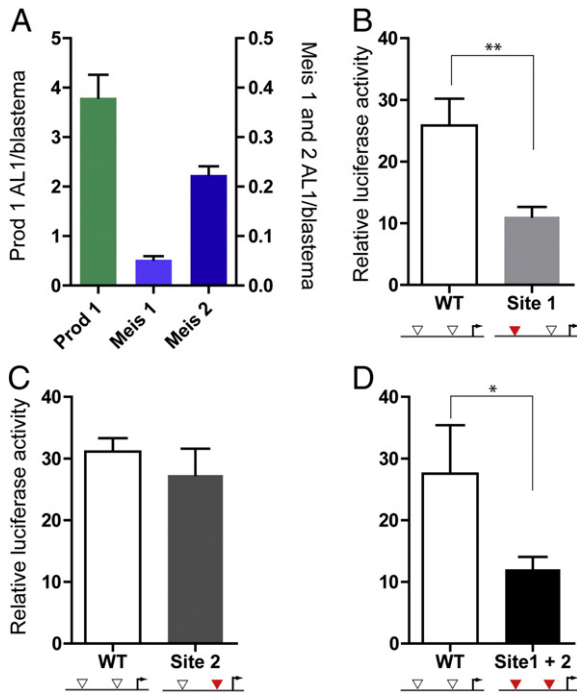 A
Prod 1 AL1/blastema
5
4
3
2
1
0
Meis 1 and 2 AL1/blastema
0.5
0.4
0.3
0.2
0.1
0.0
Prod 1
Meis 1
Meis 2
B
Relative luciferase activity
40
30
20
10
0
**
WT
Site 1
C
Relative luciferase activity
40
30
20
10
0
WT
Site 2
D
Relative luciferase activity
40
30
20
10
0
*
WT
Site1 + 2